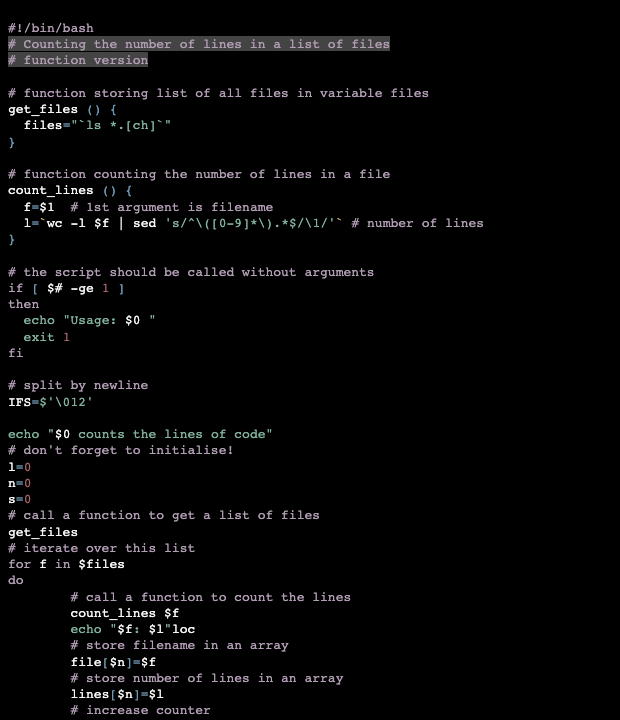 #!/bin/bash
# Counting the number of lines in a list of files
# function version
# function storing list of all files in variable files
get_files () {
  files="`ls *.[ch]`"
}
# function counting the number of lines in a file
count_lines () {
  f=$1  # 1st argument is filename
  l=`wc -l $f | sed 's/^\([0-9]*\).*$/\1/'` # number of lines
}
# the script should be called without arguments
if [ $# -ge 1 ]
then
  echo "Usage: $0 "
  exit 1
fi
# split by newline
IFS=$'\012'
echo "$0 counts the lines of code"
# don't forget to initialise!
l=0
n=0
s=0
# call a function to get a list of files
get_files
# iterate over this list
for f in $files
do
        # call a function to count the lines
        count_lines $f
        echo "$f: $l"loc
        # store filename in an array
        file[$n]=$f
        # store number of lines in an array
        lines[$n]=$l
        # increase counter